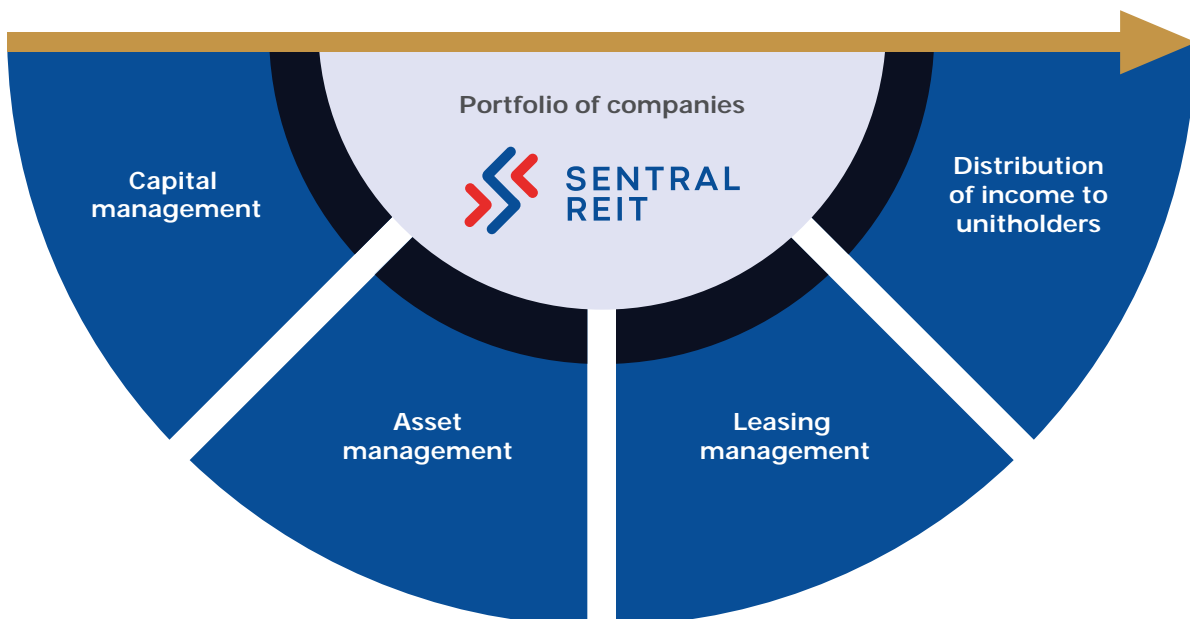 Portfolio of companies
SENTRAL
REIT
Capital
management
Asset
management
Leasing
management
Distribution
of income to
unitholders